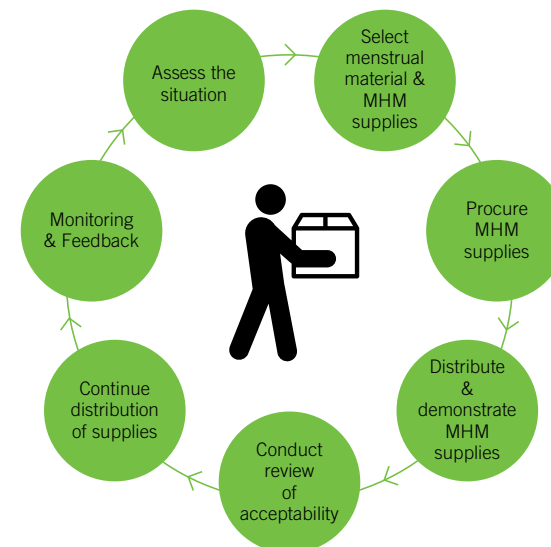 Assess the
situation
Select
menstrual
material &
MHM
supplies
Procure
MHM
supplies
Distribute
&
demonstrate
MHM
supplies
Conduct
review
of
acceptability
Continue
distribution
of supplies
Monitoring
& Feedback